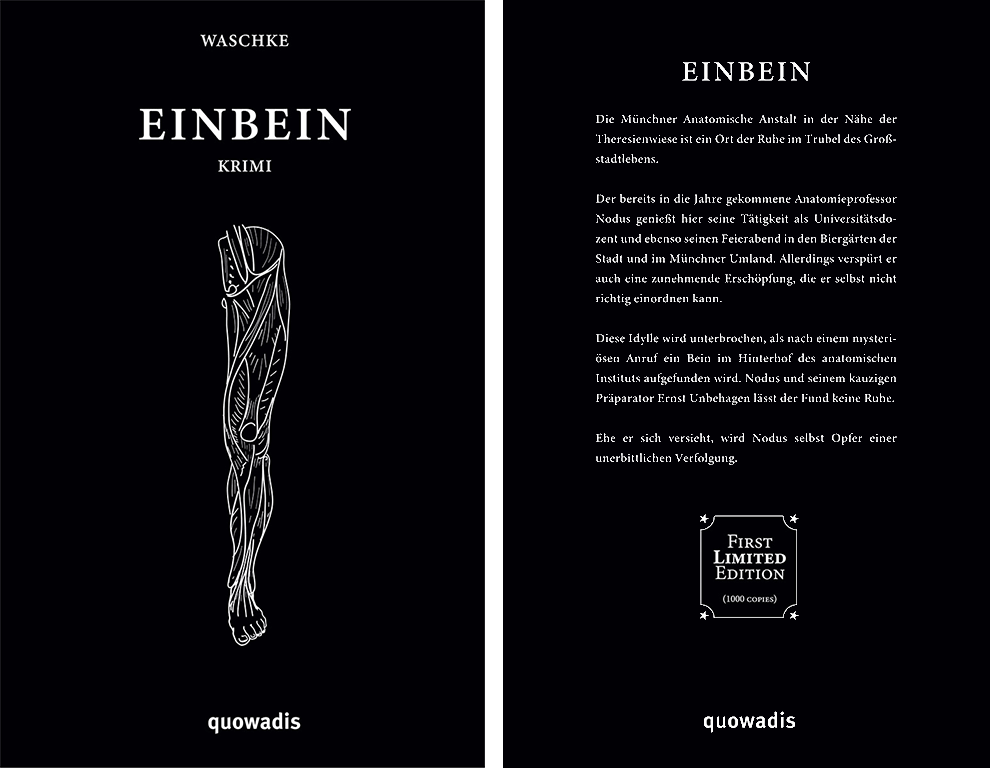 WASCHKE
EINBEIN
KRIMI
quowadis
EINBEIN
Die Münchner Anatomische Anstalt in der Nähe der
Theresienwiese ist ein Ort der Ruhe im Trubel des Groß-
stadtlebens.
Der bereits in die Jahre gekommene Anatomieprofessor
Nodus genießt hier seine Tätigkeit als Universitätsdo-
zent und ebenso seinen Feierabend in den Biergärten der
Stadt und im Münchner Umland. Allerdings verspürt er
auch eine zunehmende Erschöpfung, die er selbst nicht
richtig einordnen kann.
Diese Idylle wird unterbrochen, als nach einem mysteri-
ösen Anruf ein Bein im Hinterhof des anatomischen
Instituts aufgefunden wird. Nodus und seinem kauzigen
Präparator Ernst Unbehagen lässt der Fund keine Ruhe.
Ehe er sich versieht, wird Nodus selbst Opfer einer
unerbittlichen Verfolgung.
FIRST
LIMITED
EDITION
(1000 COPIES)
quowadis